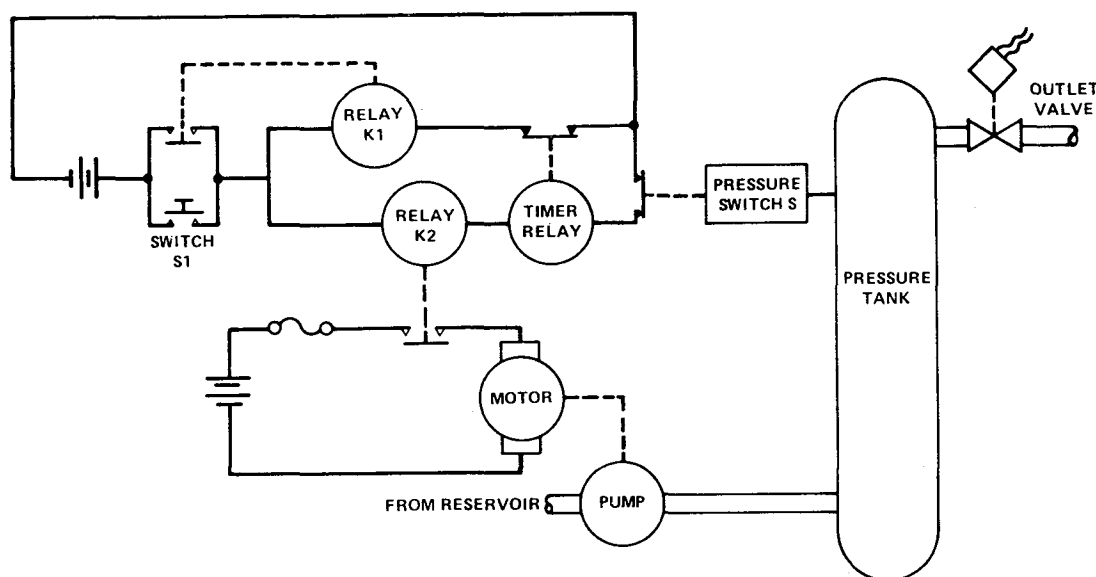 OUTLET
VALVE
RELAY
K1
PRESSURE
SWITCH S
RELAY
K2
TIMER
RELAY
SWITCH
S1
PRESSURE
TANK
MOTOR
FROM RESERVOIR
PUMP